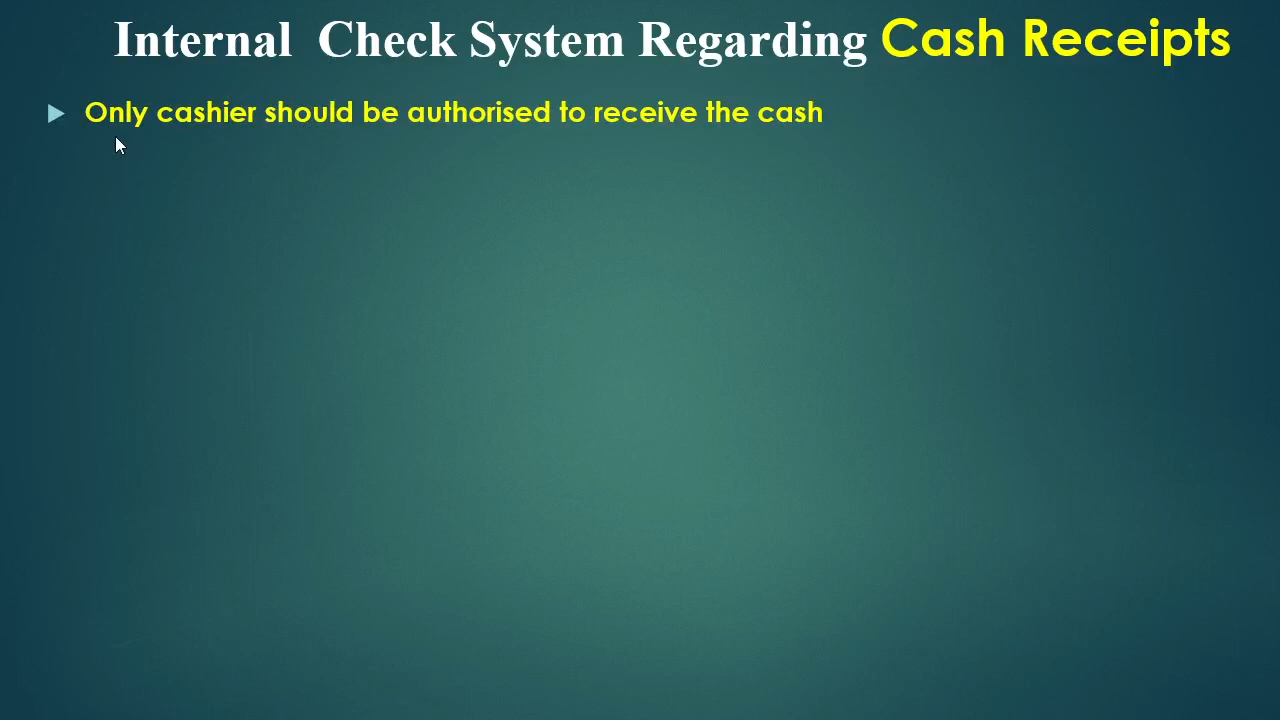 Internal  Check System Regarding Cash Receipts
Only cashier should be authorised to receive the cash